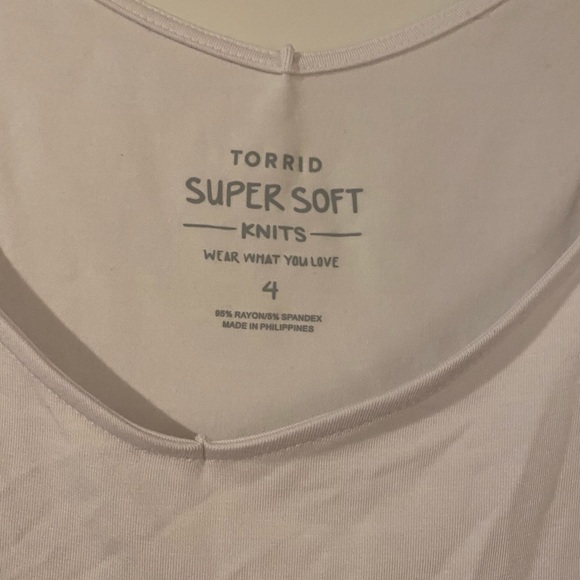 TORRID
SUPER SOFT
KNITS
WEAR WHAT YOU LOVE
4
95% RAYON/5% SPANDEX
MADE IN PHILIPPINES